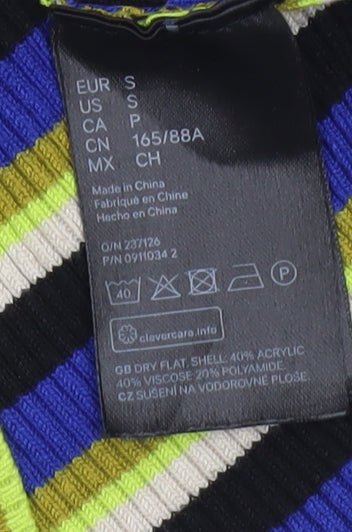 EUR S
US S
CA P
CN 165/88A
MX CH
Made in China
Fabriqué en Chine
Hecho en China
O/N 237126
P/N 0911034 2
40 P
clevercare.info
GB DRY FLAT. SHELL: 40% ACRYLIC
40% VISCOSE 20% POLYAMIDE.
CZ SUŠENÍ NA VODOROVNÉ PLOŠE.